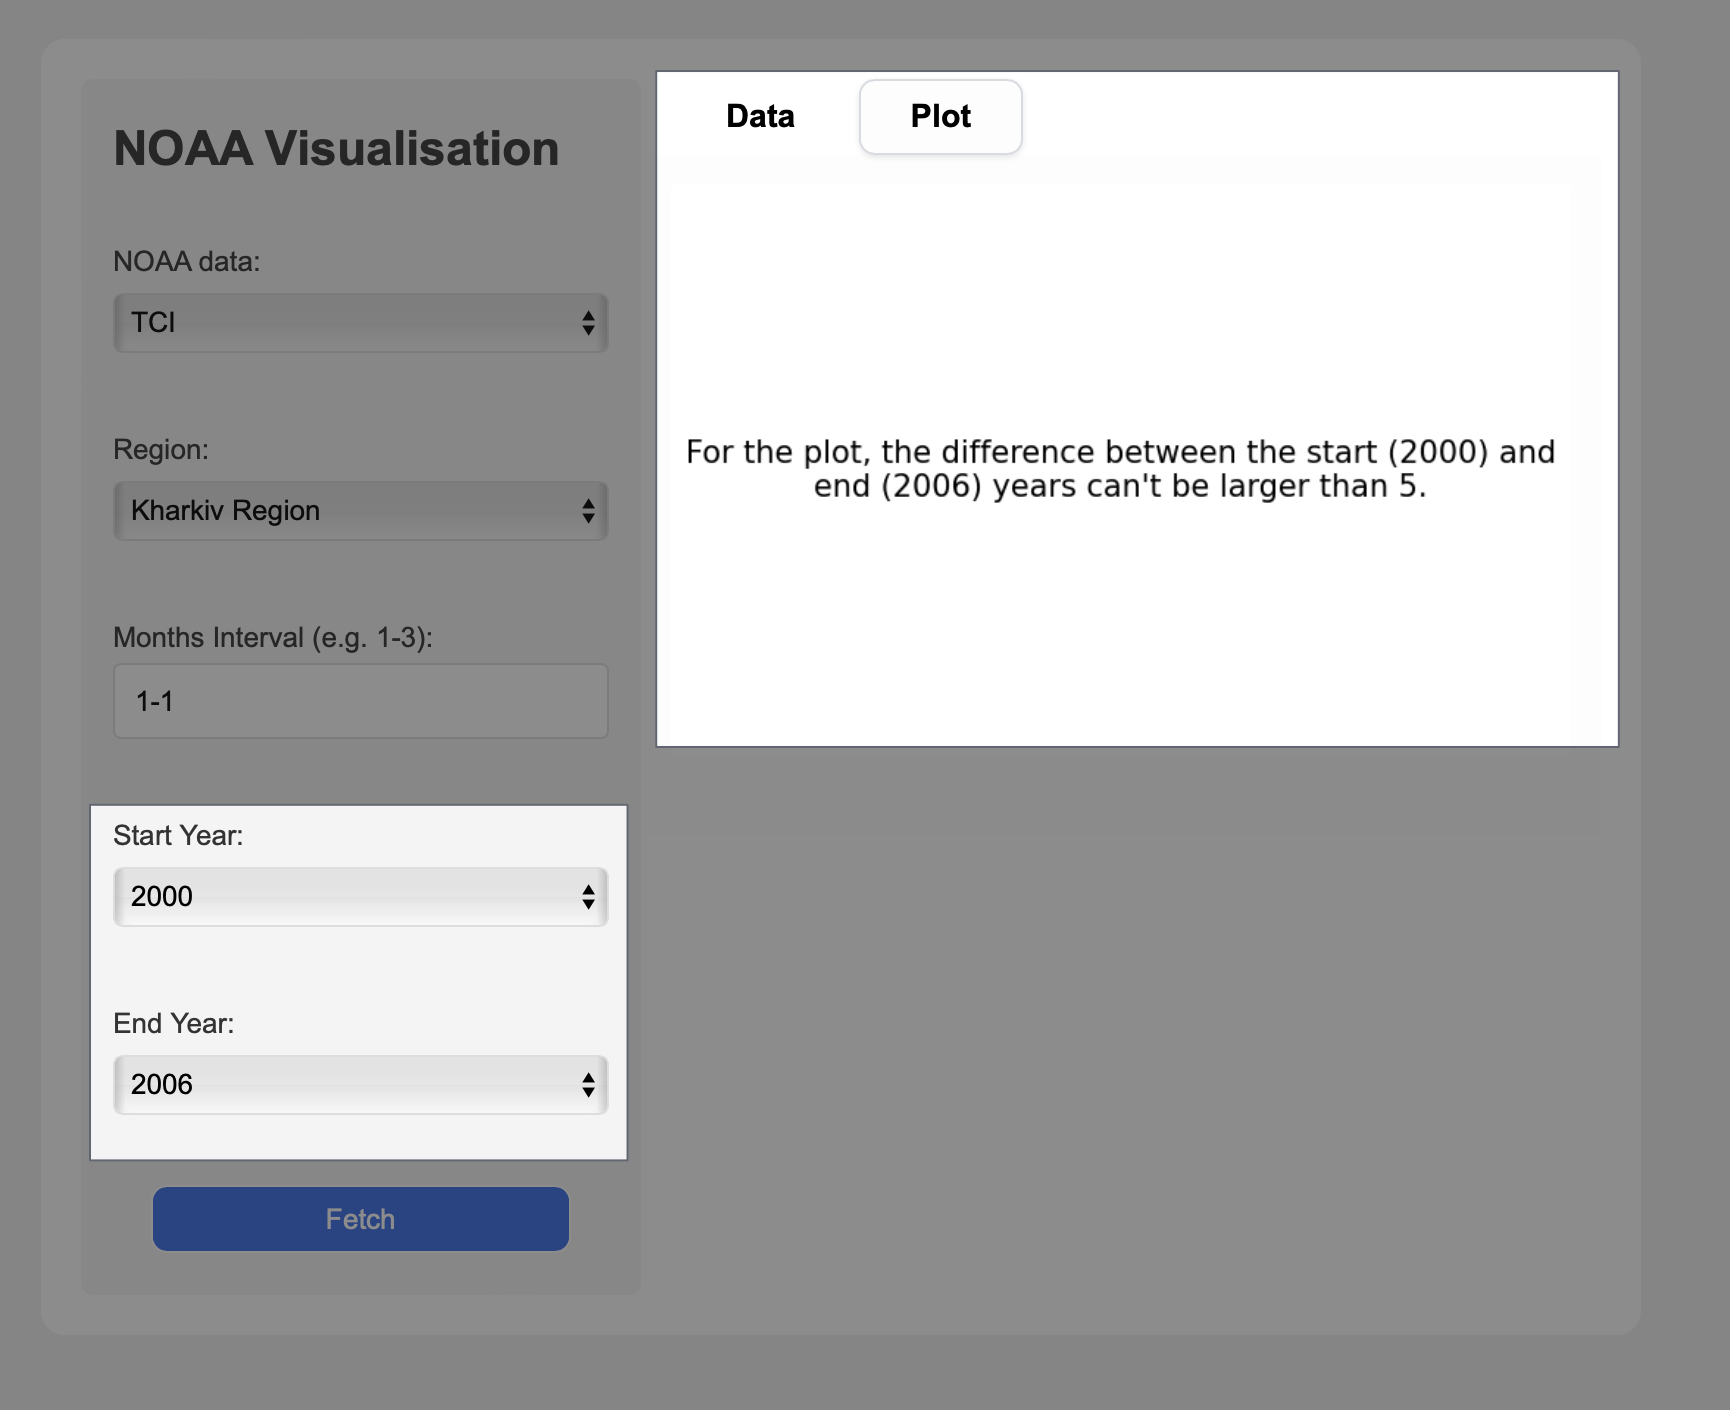 NOAA Visualisation
NOAA data:
TCI
Region:
Kharkiv Region
Months Interval (e.g. 1-3):
1-1
Start Year:
2000
End Year:
2006
Fetch
Data
Plot
For the plot, the difference between the start (2000) and
end (2006) years can't be larger than 5.